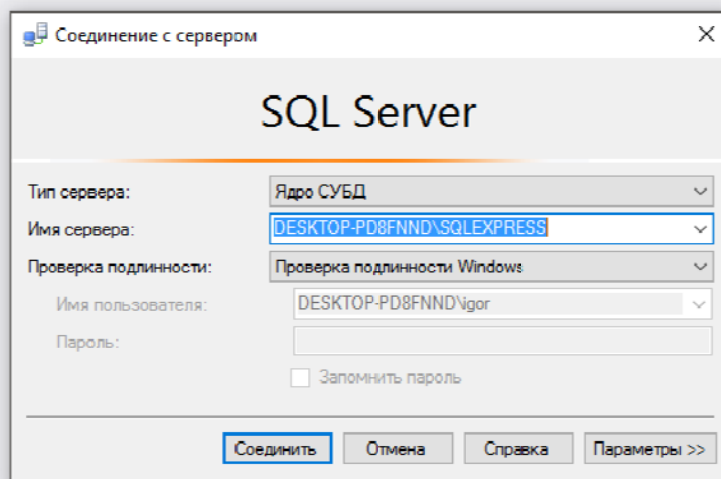 Соединение с сервером
SQL Server
Тип сервера: Ядро СУБД
Имя сервера: DESKTOP-PD8FNND\SQLEXPRESS
Проверка подлинности: Проверка подлинности Windows
Имя пользователя: DESKTOP-PD8FNND\igor
Пароль:
Запомнить пароль
Соединить Отмена Справка Параметры >>